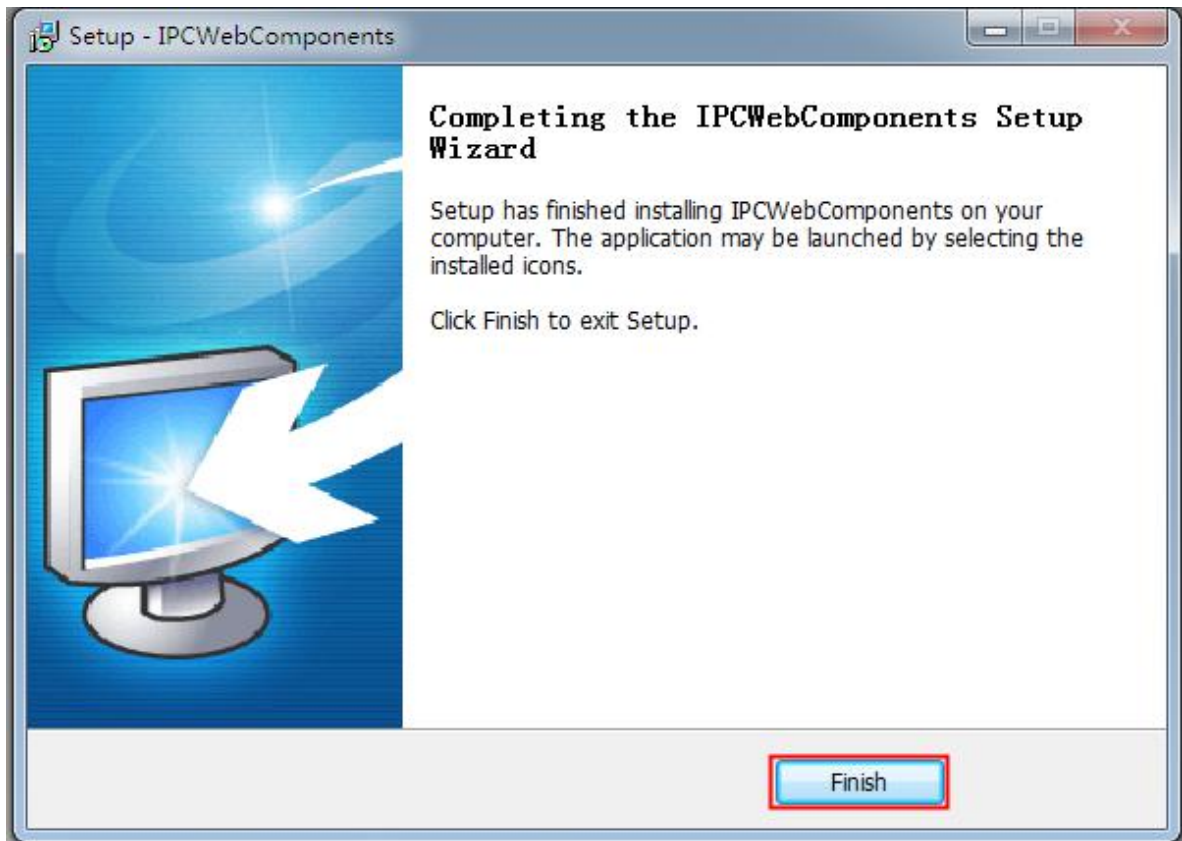 Setup - IPCWebComponents
Completing the IPCWebComponents Setup
Wizard
Setup has finished installing IPCWebComponents on your
computer. The application may be launched by selecting the
installed icons.
Click Finish to exit Setup.
Finish